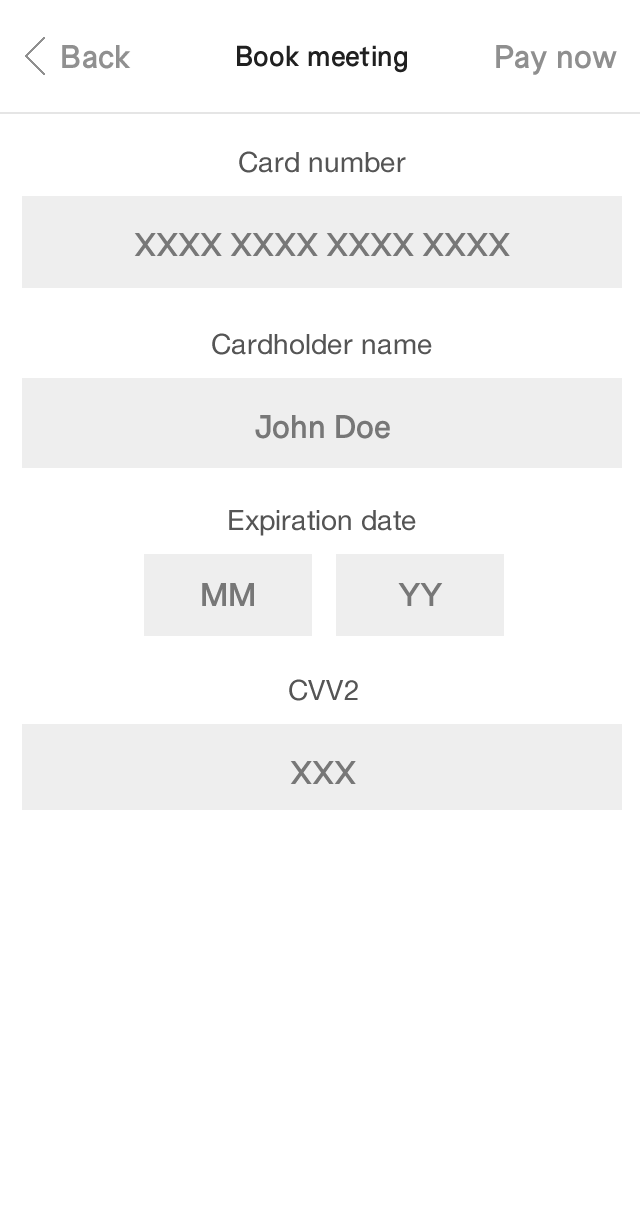 Back Book meeting Pay now
Card number
XXXX XXXX XXXX XXXX
Cardholder name
John Doe
Expiration date
MM YY
CVV2
XXX